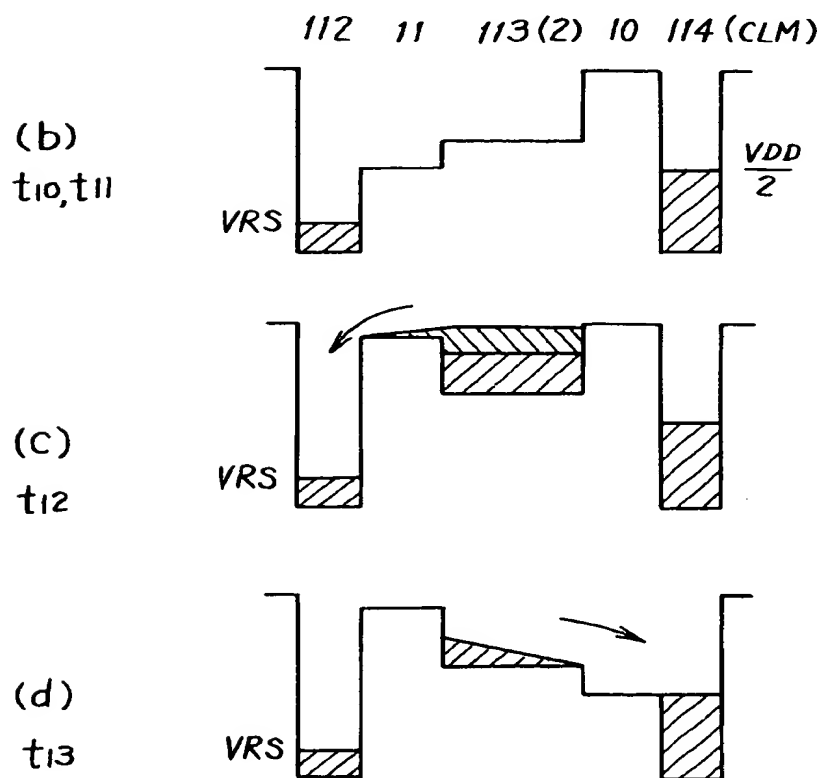 112 11 113(2) 10 114(CLM)
(b)
t10,t11
VRS
VDD
2
(c)
t12
VRS
(d)
t13
VRS